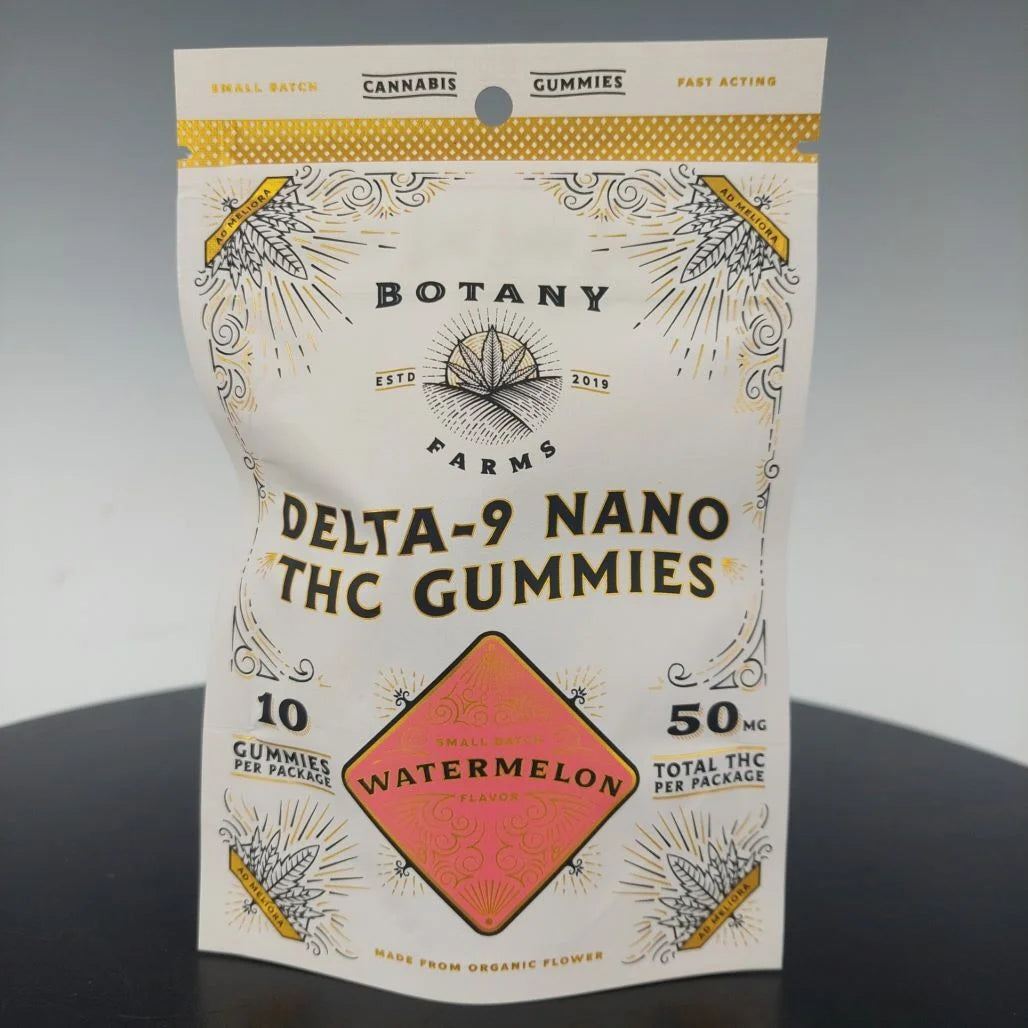 SMALL BATCH
CANNABIS
GUMMIES
FAST ACTING
AD MELIORA
AD MELIORA
BOTANY
ESTD
2019
FARMS
DELTA-9 NANO
THC GUMMIES
10
GUMMIES
PER PACKAGE
SMALL BATCH
WATERMELON
FLAVOR
50 MG
TOTAL THC
PER PACKAGE
AD MELIORA
AD MELIORA
MADE FROM ORGANIC FLOWER